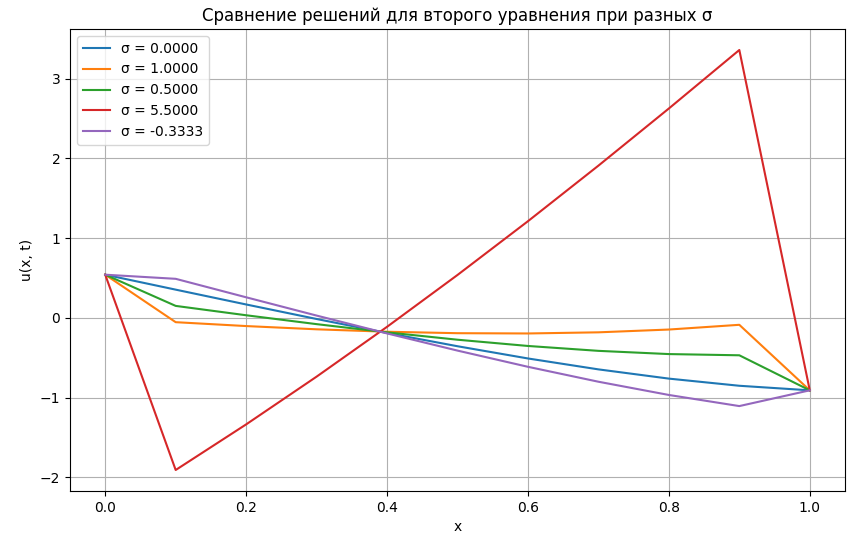 Сравнение решений для второго уравнения при разных σ
σ = 0.0000
σ = 1.0000
σ = 0.5000
σ = 5.5000
σ = -0.3333
u(x, t)
3
2
1
0
−1
−2
0.0 0.2 0.4 0.6 0.8 1.0
x